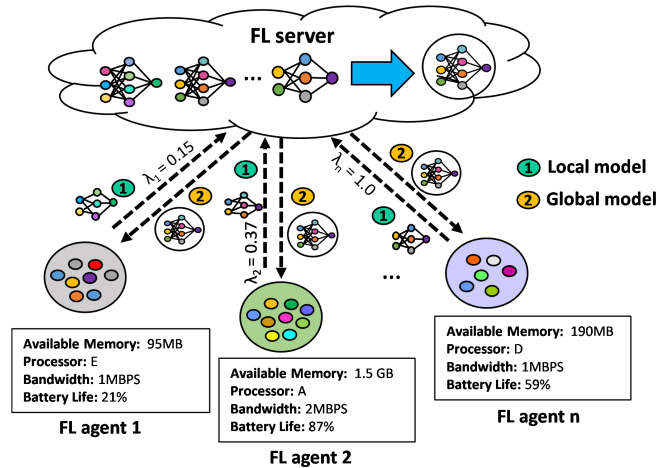 FL server
...
λ1 = 0.15
1
2
1
λ2 = 0.37
2
λn = 1.0
2
1
...
1 Local model
2 Global model
Available Memory: 95MB
Processor: E
Bandwidth: 1MBPS
Battery Life: 21%
FL agent 1
Available Memory: 1.5 GB
Processor: A
Bandwidth: 2MBPS
Battery Life: 87%
FL agent 2
Available Memory: 190MB
Processor: D
Bandwidth: 1MBPS
Battery Life: 59%
FL agent n